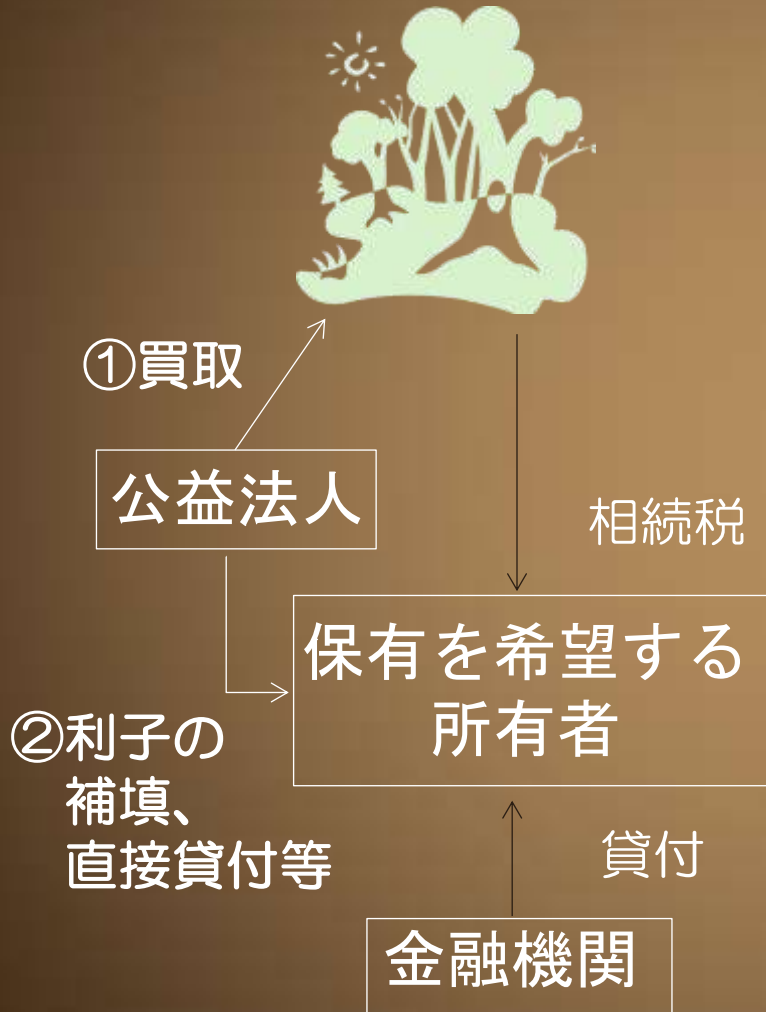 ①買取
公益法人
相続税
保有を希望する
所有者
②利子の
補填、
直接貸付等
貸付
金融機関